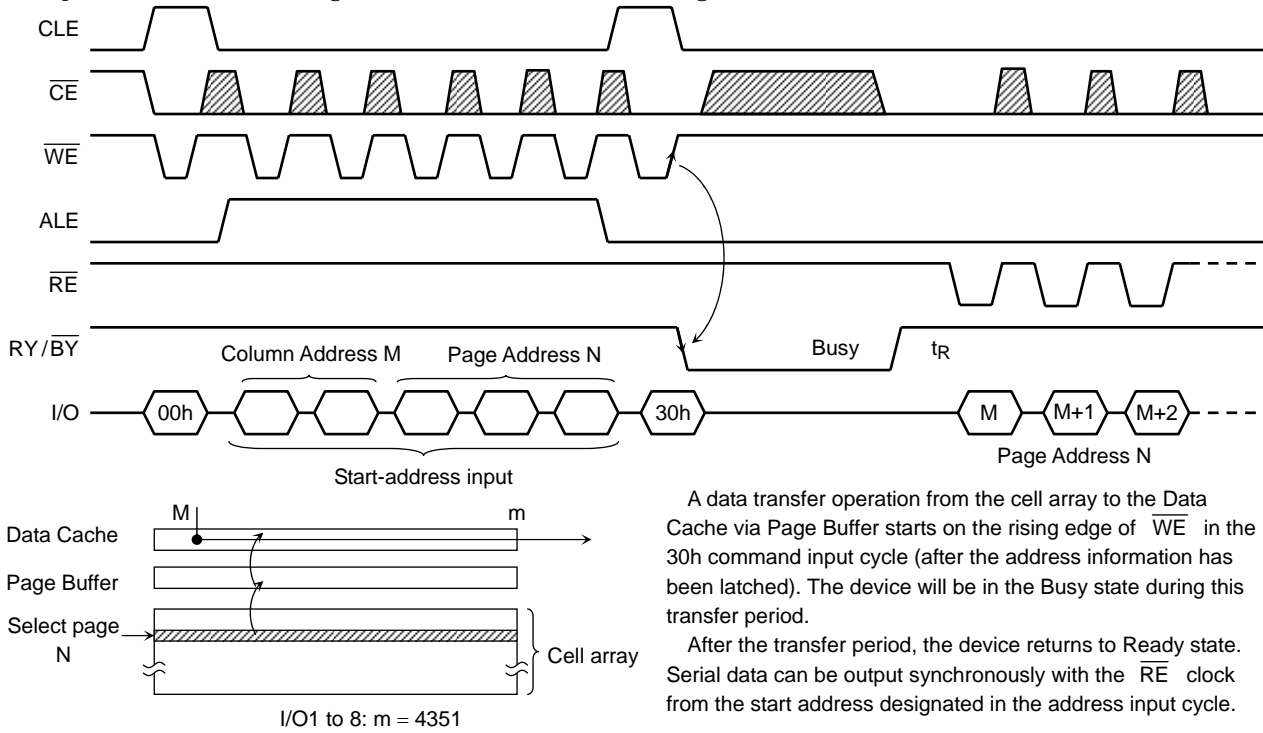 CLE
CE
WE
ALE
RE
RY/BY
Column Address M
Page Address N
Busy
tR
I/O
00h
30h
M
M+1
M+2
Start-address input
Page Address N
M
m
Data Cache
Page Buffer
Select page
N
Cell array
I/O1 to 8: m = 4351
A data transfer operation from the cell array to the Data
Cache via Page Buffer starts on the rising edge of WE in the
30h command input cycle (after the address information has
been latched). The device will be in the Busy state during this
transfer period.
After the transfer period, the device returns to Ready state.
Serial data can be output synchronously with the RE clock
from the start address designated in the address input cycle.